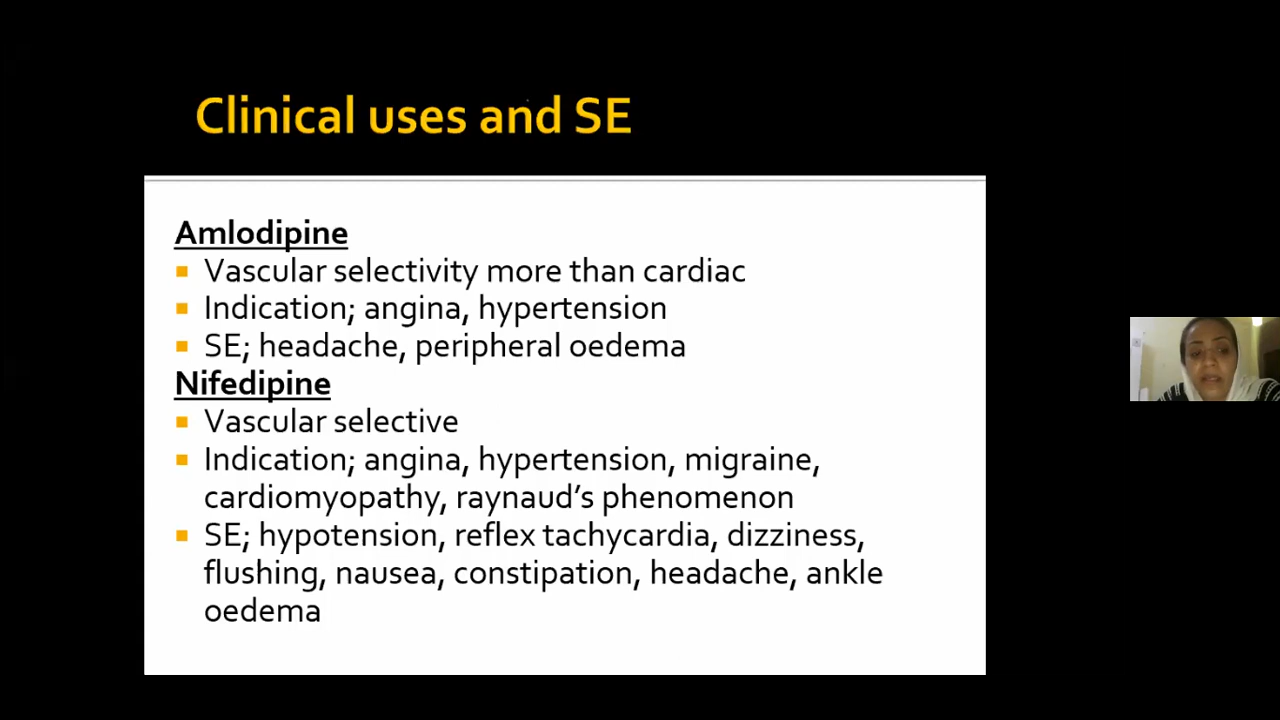 Clinical uses and SE
Amlodipine
Vascular selectivity more than cardiac
Indication; angina, hypertension
SE; headache, peripheral oedema
Nifedipine
Vascular selective
Indication; angina, hypertension, migraine,
cardiomyopathy, raynaud's phenomenon
SE; hypotension, reflex tachycardia, dizziness,
flushing, nausea, constipation, headache, ankle
oedema